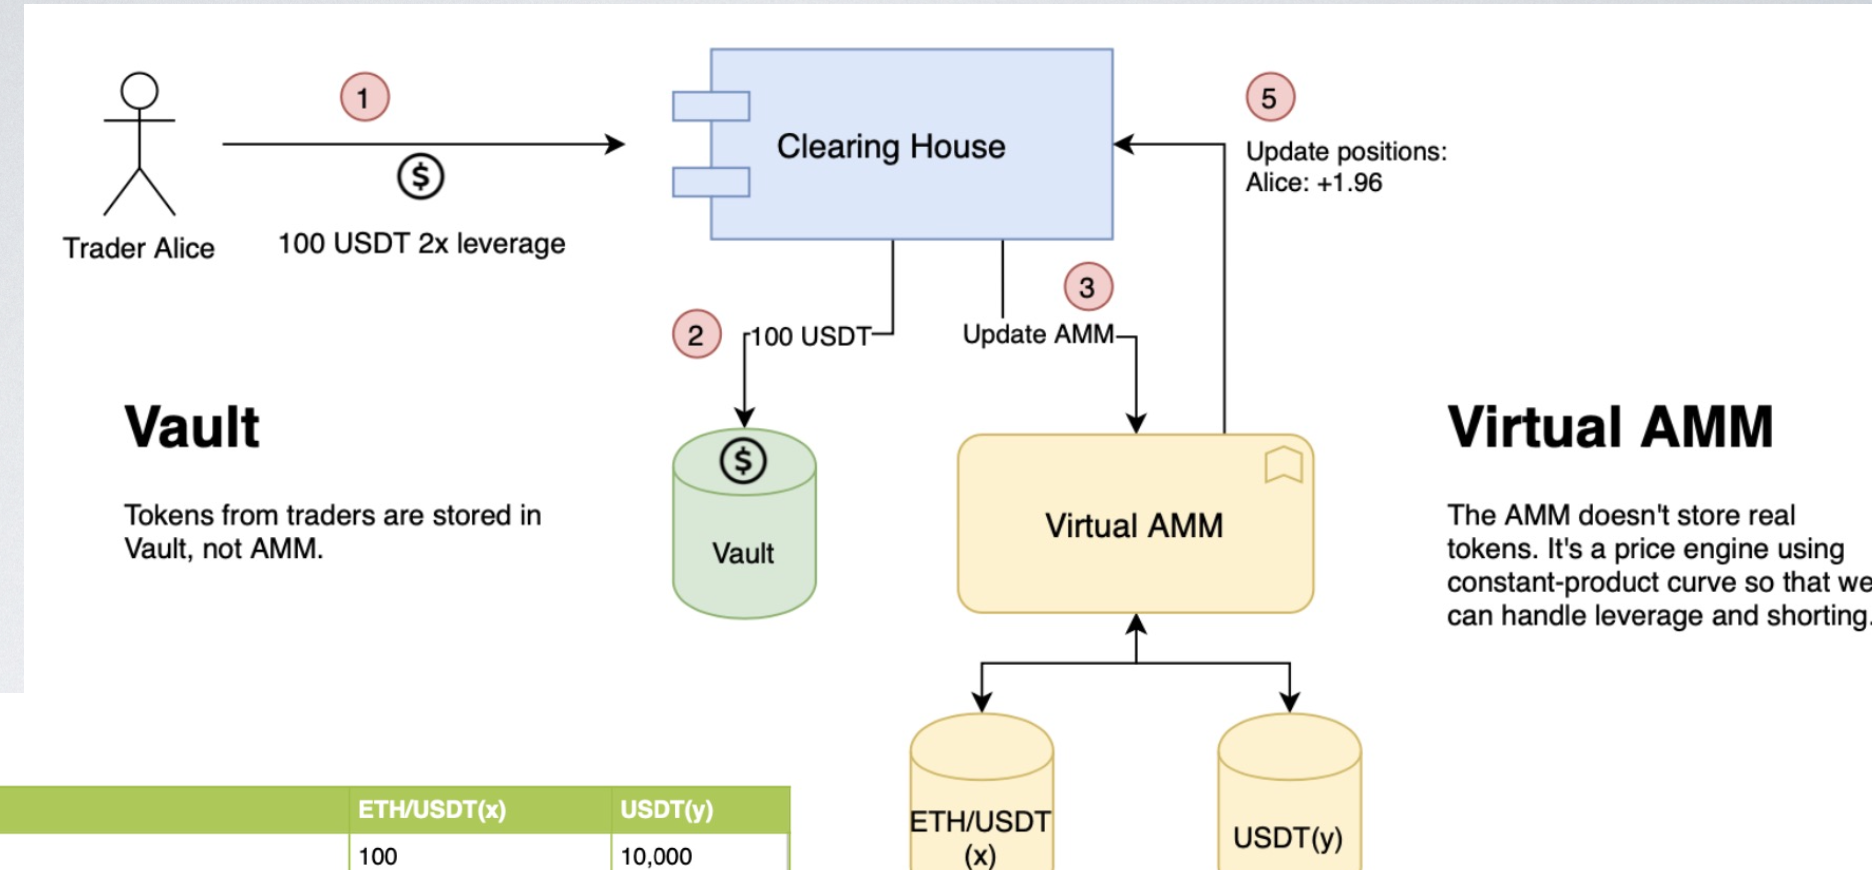 1
Clearing House
5
Update positions:
Alice: +1.96
$
Trader Alice
100 USDT 2x leverage
3
2
100 USDT
Update AMM
Vault
Tokens from traders are stored in
Vault, not AMM.
$
Vault
Virtual AMM
Virtual AMM
The AMM doesn't store real
tokens. It's a price engine using
constant-product curve so that we
can handle leverage and shorting.
ETH/USDT(x)
USDT(y)
100
10,000
ETH/USDT
(x)
USDT(y)